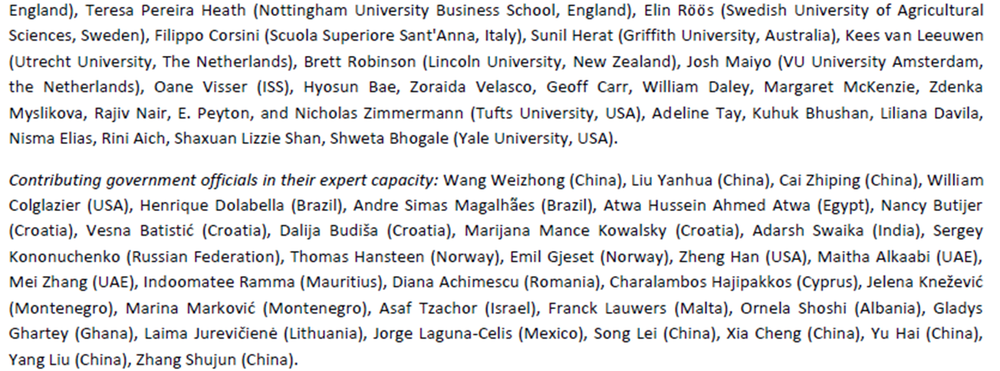 England), Teresa Pereira Heath (Nottingham University Business School, England), Elin Röös (Swedish University of Agricultural
Sciences, Sweden), Filippo Corsini (Scuola Superiore Sant'Anna, Italy), Sunil Herat (Griffith University, Australia), Kees van Leeuwen
(Utrecht University, The Netherlands), Brett Robinson (Lincoln University, New Zealand), Josh Maiyo (VU University Amsterdam,
the Netherlands), Oane Visser (ISS), Hyosun Bae, Zoraida Velasco, Geoff Carr, William Daley, Margaret McKenzie, Zdenka
Myslikova, Rajiv Nair, E. Peyton, and Nicholas Zimmermann (Tufts University, USA), Adeline Tay, Kuhuk Bhushan, Liliana Davila,
Nisma Elias, Rini Aich, Shaxuan Lizzie Shan, Shweta Bhogale (Yale University, USA).
Contributing government officials in their expert capacity: Wang Weizhong (China), Liu Yanhua (China), Cai Zhiping (China), William
Colglazier (USA), Henrique Dolabella (Brazil), Andre Simas Magalhães (Brazil), Atwa Hussein Ahmed Atwa (Egypt), Nancy Butijer
(Croatia), Vesna Batistić (Croatia), Dalija Budiša (Croatia), Marijana Mance Kowalsky (Croatia), Adarsh Swaika (India), Sergey
Kononuchenko (Russian Federation), Thomas Hansteen (Norway), Emil Gjeset (Norway), Zheng Han (USA), Maitha Alkaabi (UAE),
Mei Zhang (UAE), Indoomatee Ramma (Mauritius), Diana Achimescu (Romania), Charalambos Hajipakkos (Cyprus), Jelena Knežević
(Montenegro), Marina Marković (Montenegro), Asaf Tzachor (Israel), Franck Lauwers (Malta), Ornela Shoshi (Albania), Gladys
Ghartey (Ghana), Laima Jurevičienė (Lithuania), Jorge Laguna-Celis (Mexico), Song Lei (China), Xia Cheng (China), Yu Hai (China),
Yang Liu (China), Zhang Shujun (China).